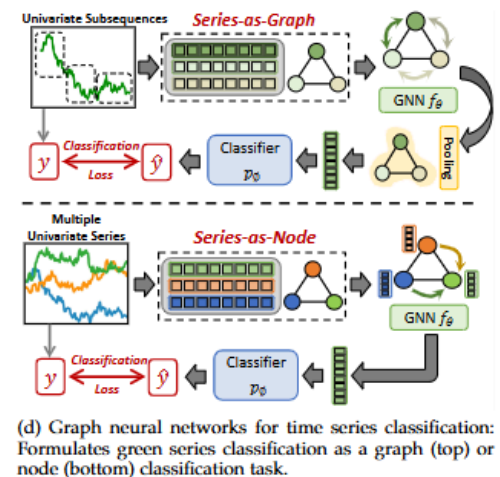 Univariate Subsequences
Series-as-Graph
GNN fθ
Pooling
Classifier
pϕ
Classification
Loss
y
ŷ
Multiple
Univariate Series
Series-as-Node
GNN fθ
Classifier
pϕ
Classification
Loss
y
ŷ
(d) Graph neural networks for time series classification:
Formulates green series classification as a graph (top) or
node (bottom) classification task.